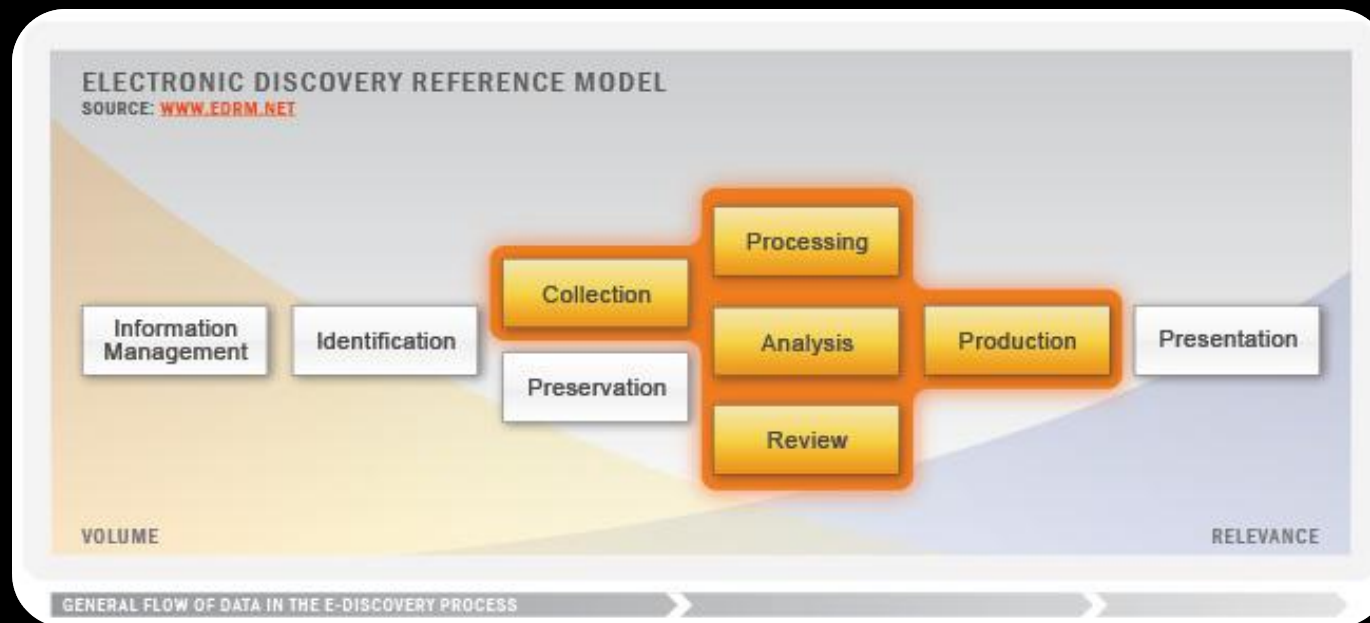 ELECTRONIC DISCOVERY REFERENCE MODEL
SOURCE: WWW.EDRM.NET
Information
Management
Identification
Collection
Preservation
Processing
Analysis
Review
Production
Presentation
VOLUME
RELEVANCE
GENERAL FLOW OF DATA IN THE E-DISCOVERY PROCESS